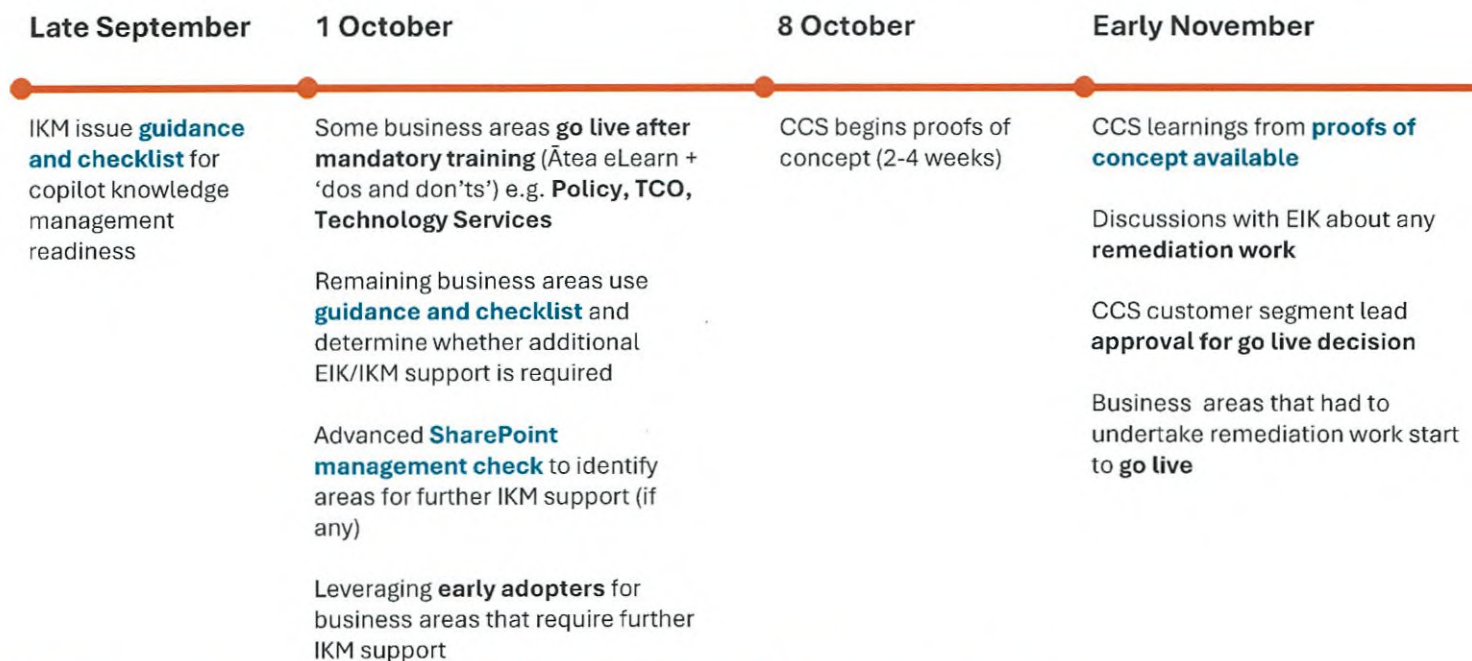 Late September
IKM issue guidance
and checklist for
copilot knowledge
management
readiness
1 October
Some business areas go live after
mandatory training (Ātea eLearn +
‘dos and don’ts’) e.g. Policy, TCO,
Technology Services
Remaining business areas use
guidance and checklist and
determine whether additional
EIK/IKM support is required
Advanced SharePoint
management check to identify
areas for further IKM support (if
any)
Leveraging early adopters for
business areas that require further
IKM support
8 October
CCS begins proofs of
concept (2-4 weeks)
Early November
CCS learnings from proofs of
concept available
Discussions with EIK about any
remediation work
CCS customer segment lead
approval for go live decision
Business areas that had to
undertake remediation work start
to go live